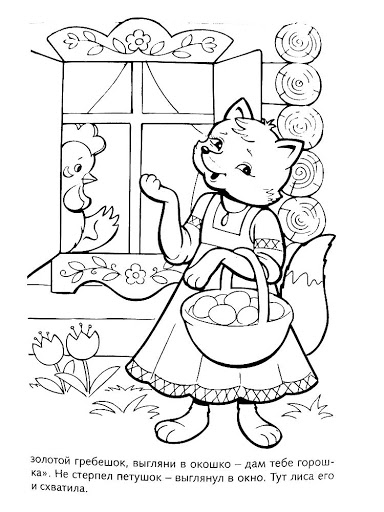 золотой гребешок, выгляни в окошко – дам тебе горош-
ка». Не стерпел петушок – выглянул в окно. Тут лиса его
и схватила.